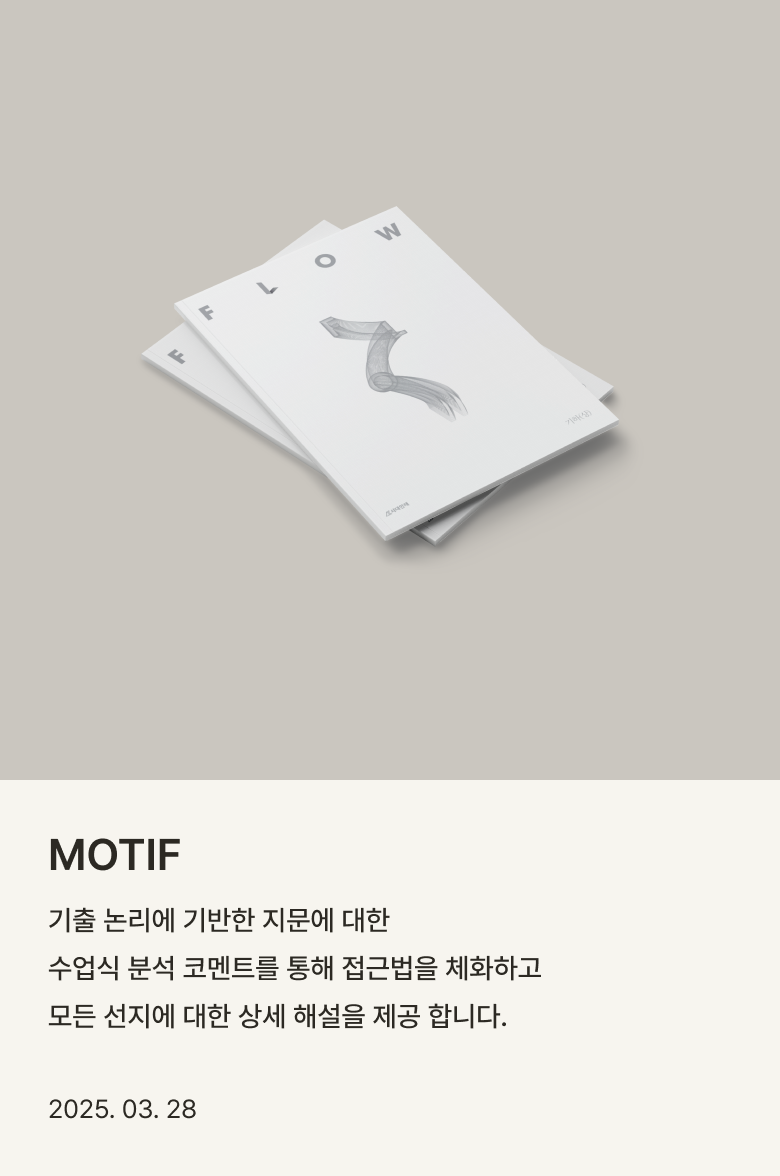 F L O W
F
MOTIF
기출 논리에 기반한 지문에 대한
수업식 분석 코멘트를 통해 접근법을 체화하고
모든 선지에 대한 상세 해설을 제공 합니다.
2025. 03. 28